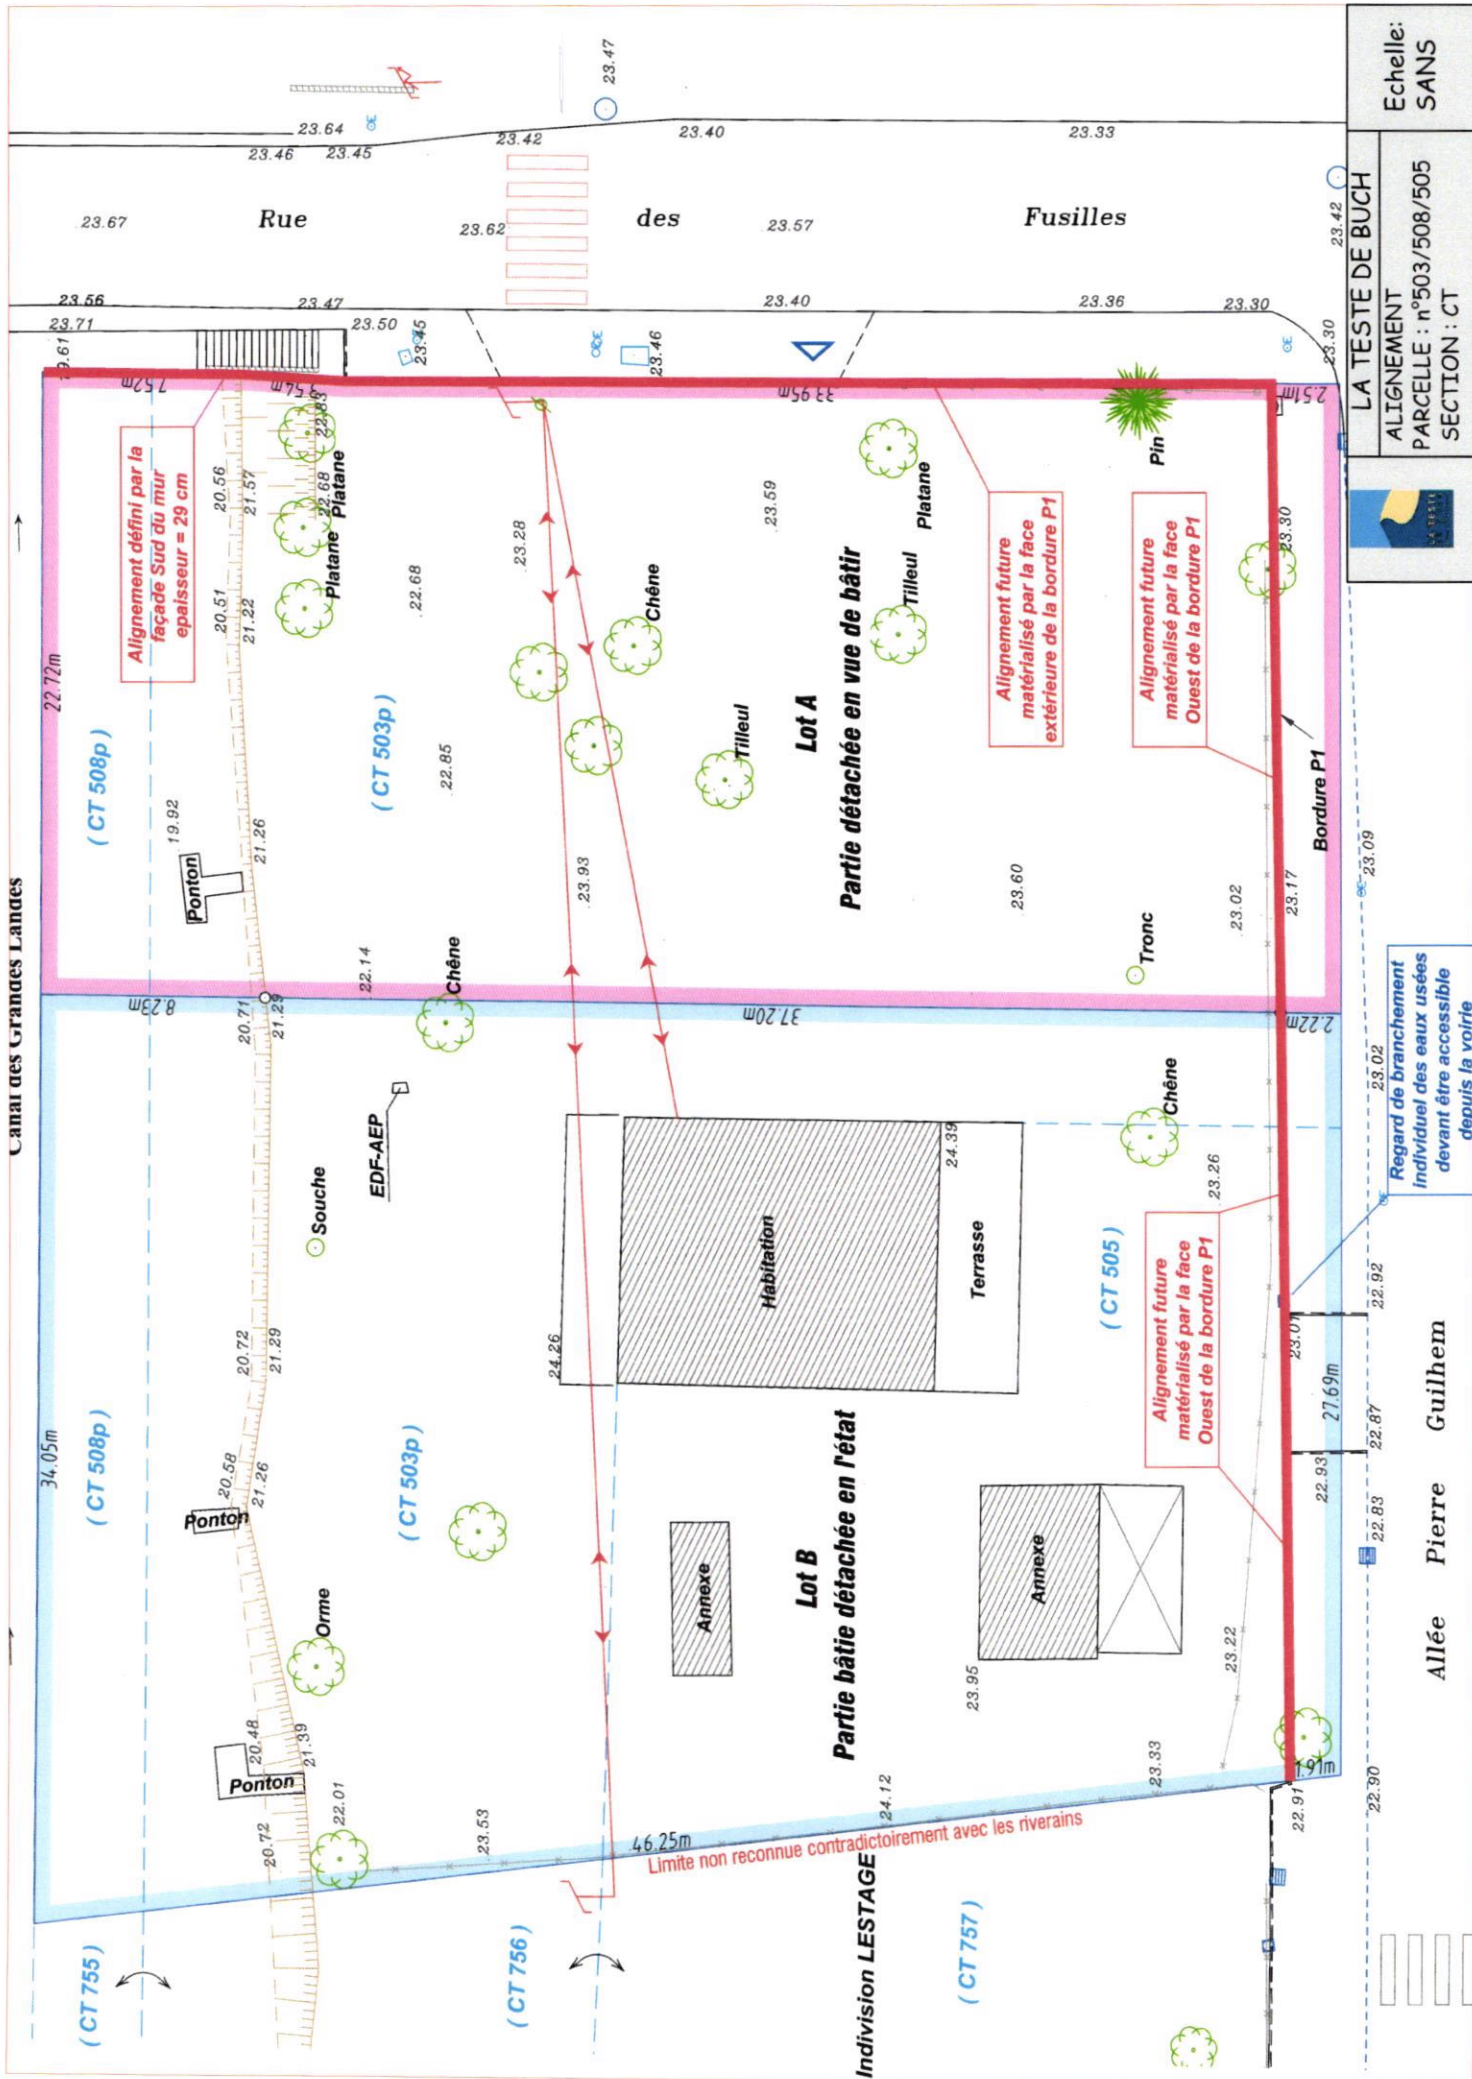 Canal des Grandes Landes
23.64
23.46
23.45
23.42
23.47
23.40
23.33
23.67
Rue
23.62
des
23.57
Fusilles
23.42
23.56
23.71
23.47
23.50
23.45
23.46
23.40
23.36
23.30
23.30
7.52m
3.54m
33.95m
2.51m
22.72m
Alignement défini par la
façade Sud du mur
epaisseur = 29 cm
20.56
21.57
22.83
22.68
Platane
Platane
20.51
21.22
22.68
23.28
Chêne
23.59
Platane
Tilleul
Pin
23.30
Alignement future
matérialisé par la face
extérieure de la bordure P1
Alignement future
matérialisé par la face
Ouest de la bordure P1
( CT 508p )
( CT 503p )
22.85
Tilleul
Lot A
Partie détachée en vue de bâtir
Bordure P1
19.92
Ponton
21.26
23.93
23.60
23.02
23.17
23.09
22.14
Chêne
Tronc
8.23m
20.71
21.29
37.20m
2.22m
23.02
Regard de branchement
individuel des eaux usées
devant être accessible
depuis la voirie
EDF-AEP
Souche
Chêne
24.39
23.26
24.26
Habitation
Terrasse
( CT 505 )
Alignement future
matérialisé par la face
Ouest de la bordure P1
23.01
22.92
34.05m
( CT 508p )
( CT 503p )
20.72
21.29
20.58
21.26
Ponton
27.69m
22.87
22.93
22.83
Lot B
Partie bâtie détachée en l'état
Annexe
Annexe
Orme
23.22
23.95
Allée Pierre Guilhem
20.48
21.39
Ponton
20.72
22.01
23.53
46.25m
Limite non reconnue contradictoirement avec les riverains
24.12
23.33
1.61m
22.91
22.90
( CT 755 )
( CT 756 )
Indivision LESTAGE
( CT 757 )
LA TESTE DE BUCH
ALIGNEMENT
PARCELLE : n°503/508/505
SECTION : CT
Echelle:
SANS